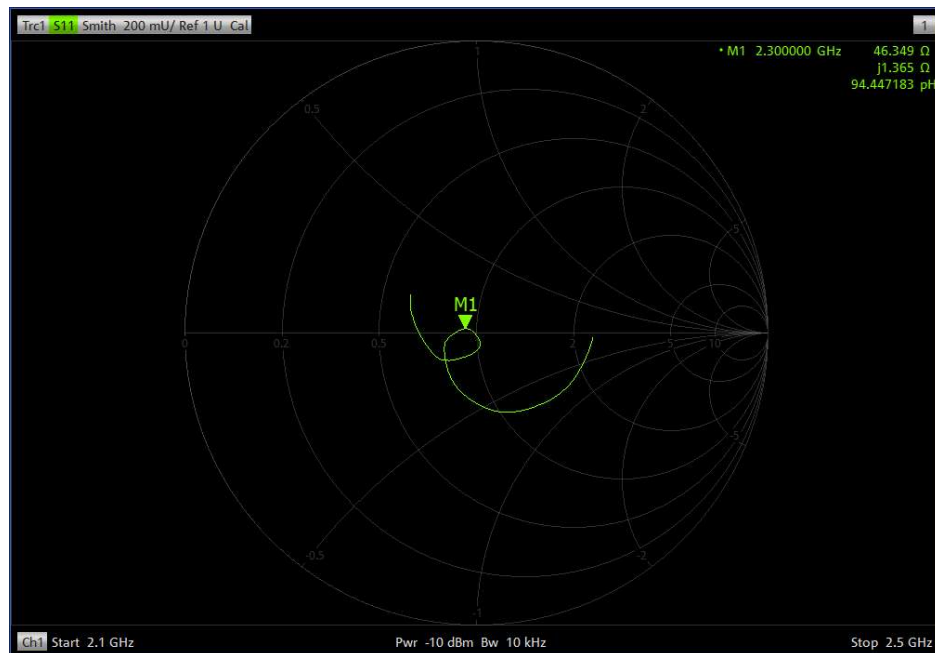 Trc1 S11 Smith 200 mU/ Ref 1 U Cal
1
• M1 2.300000 GHz 46.349 Ω
j1.365 Ω
94.447183 pH
1
0.5
2
5
M1
0
0.2
0.5
2
5
10
-5
-0.5
-2
-1
Ch1 Start 2.1 GHz
Pwr -10 dBm Bw 10 kHz
Stop 2.5 GHz